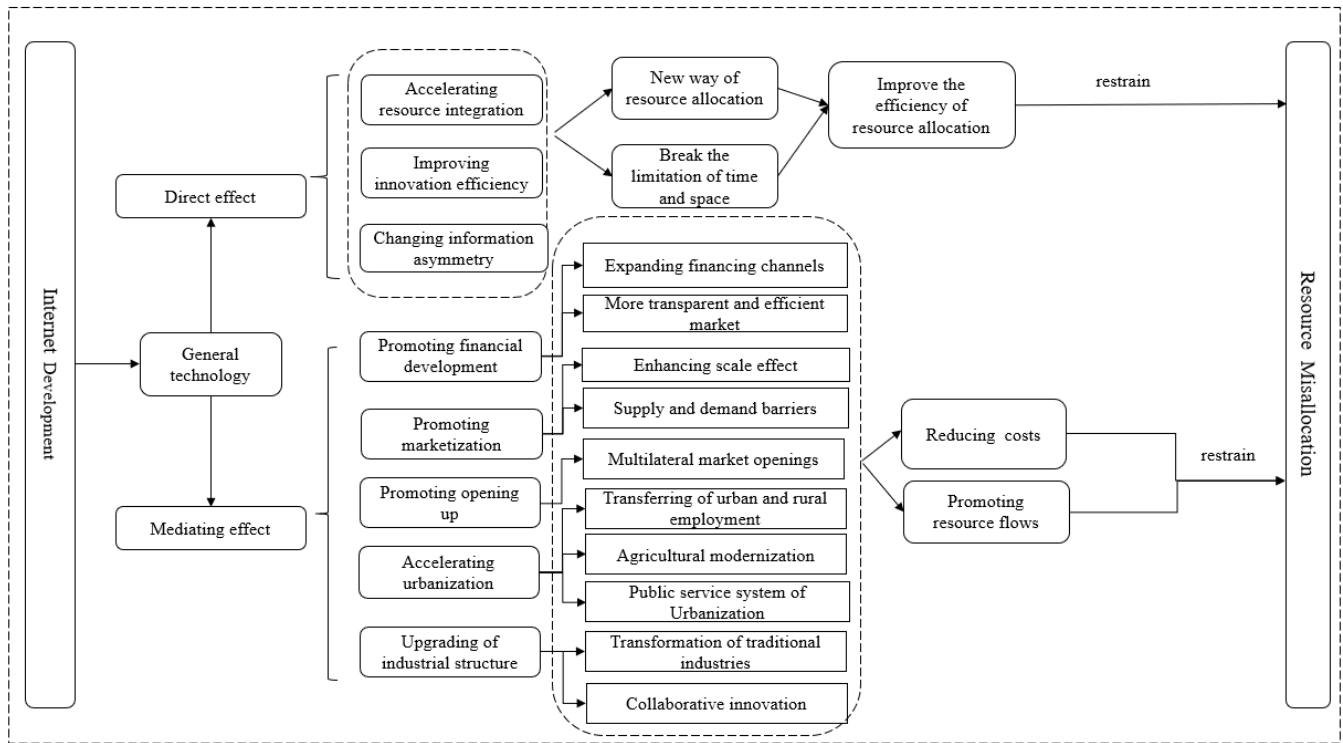 Internet Development
General
technology
Direct effect
Mediating effect
Accelerating
resource integration
Improving
innovation efficiency
Changing information
asymmetry
New way of
resource allocation
Break the
limitation of time
and space
Improve the
efficiency of
resource allocation
restrain
Promoting financial
development
Promoting
marketization
Promoting opening
up
Accelerating
urbanization
Upgrading of
industrial structure
Expanding financing channels
More transparent and efficient
market
Enhancing scale effect
Supply and demand barriers
Multilateral market openings
Transferring of urban and rural
employment
Agricultural modernization
Public service system of
Urbanization
Transformation of traditional
industries
Collaborative innovation
Reducing costs
Promoting
resource flows
restrain
Resource Misallocation